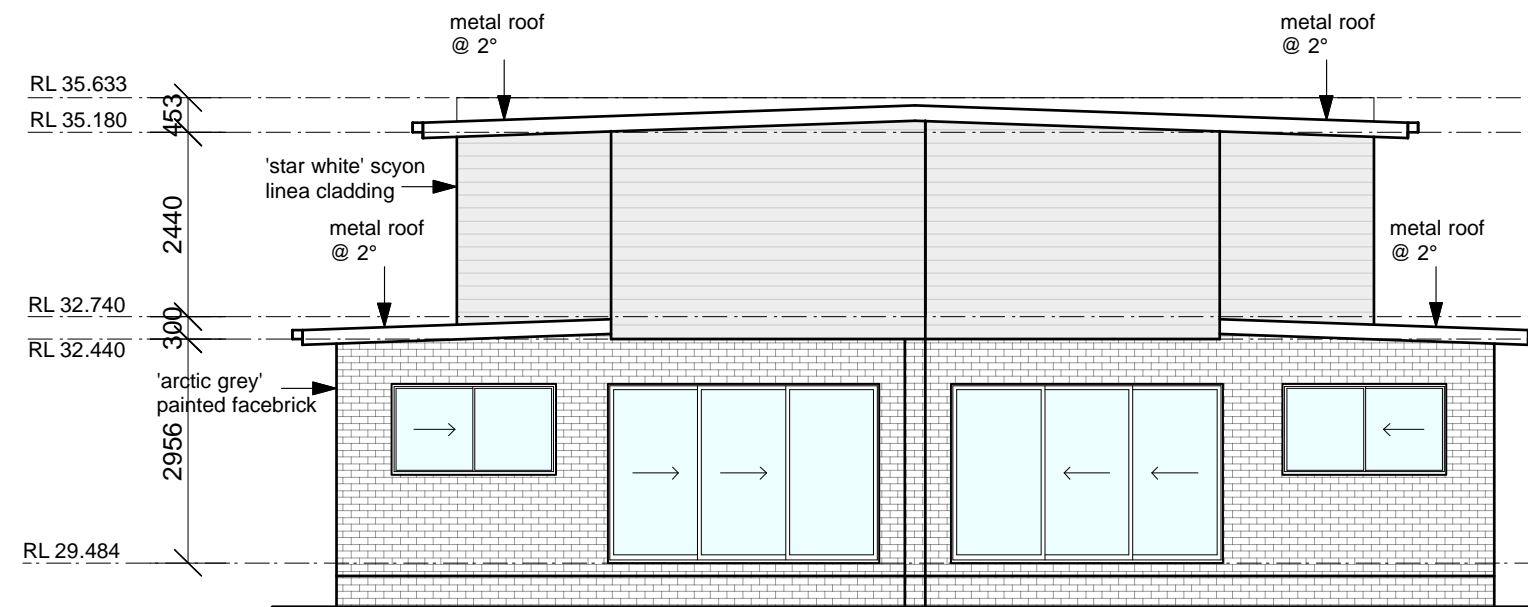 metal roof
@ 2°
metal roof
@ 2°
RL 35.633
453
RL 35.180
'star white' scyon
linea cladding
2440
metal roof
@ 2°
metal roof
@ 2°
RL 32.740
300
RL 32.440
'arctic grey'
painted facebrick
2956
RL 29.484